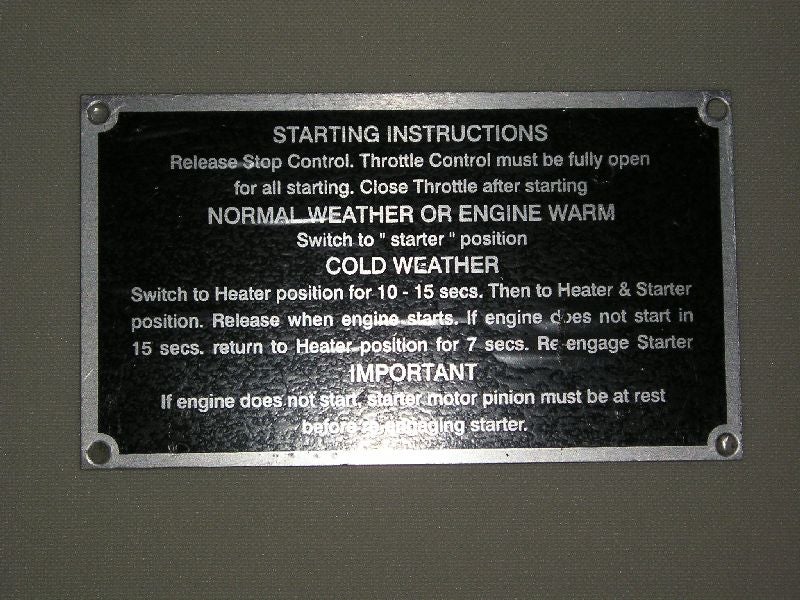 STARTING INSTRUCTIONS
Release Stop Control. Throttle Control must be fully open
for all starting. Close Throttle after starting
NORMAL WEATHER OR ENGINE WARM
Switch to " starter " position
COLD WEATHER
Switch to Heater position for 10 - 15 secs. Then to Heater & Starter
position. Release when engine starts. If engine does not start in
15 secs. return to Heater position for 7 secs. Re engage Starter
IMPORTANT
If engine does not start, starter motor pinion must be at rest
before re engaging starter.